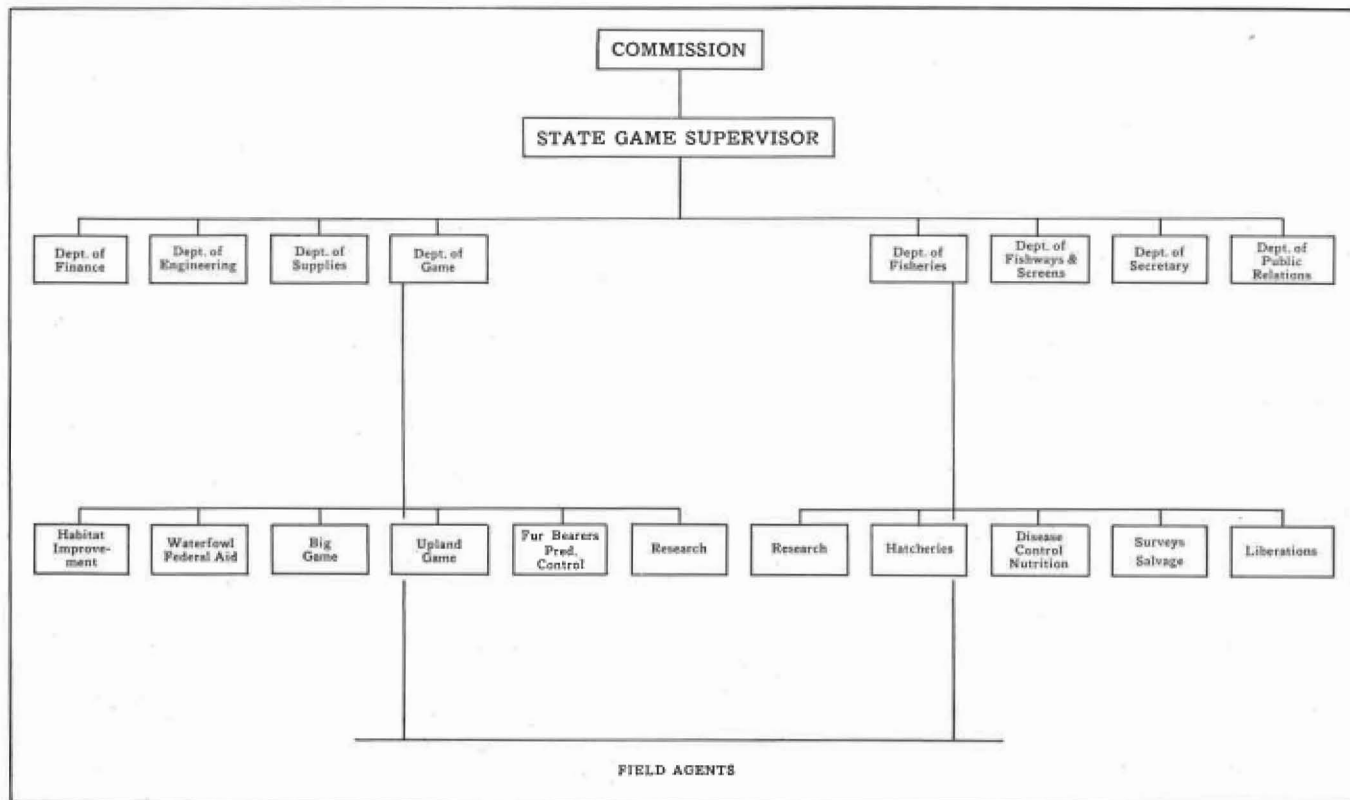 COMMISSION
STATE GAME SUPERVISOR
Dept. of
Finance
Dept. of
Engineering
Dept. of
Supplies
Dept. of
Game
Dept. of
Fisheries
Dept. of
Fishways &
Screens
Dept. of
Secretary
Dept. of
Public
Relations
Habitat
Improve-
ment
Waterfowl
Federal Aid
Big
Game
Upland
Game
Fur Bearers
Pred.
Control
Research
Research
Hatcheries
Disease
Control
Nutrition
Surveys
Salvage
Liberations
FIELD AGENTS